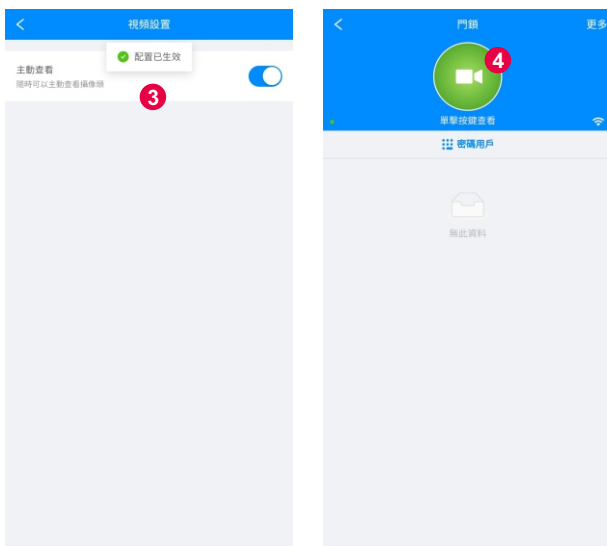 視頻設置
配置已生效
主動查看
隨時可以主動查看攝像頭
3
門鎖
更多
4
單擊按鍵查看
密碼用戶
無此資料